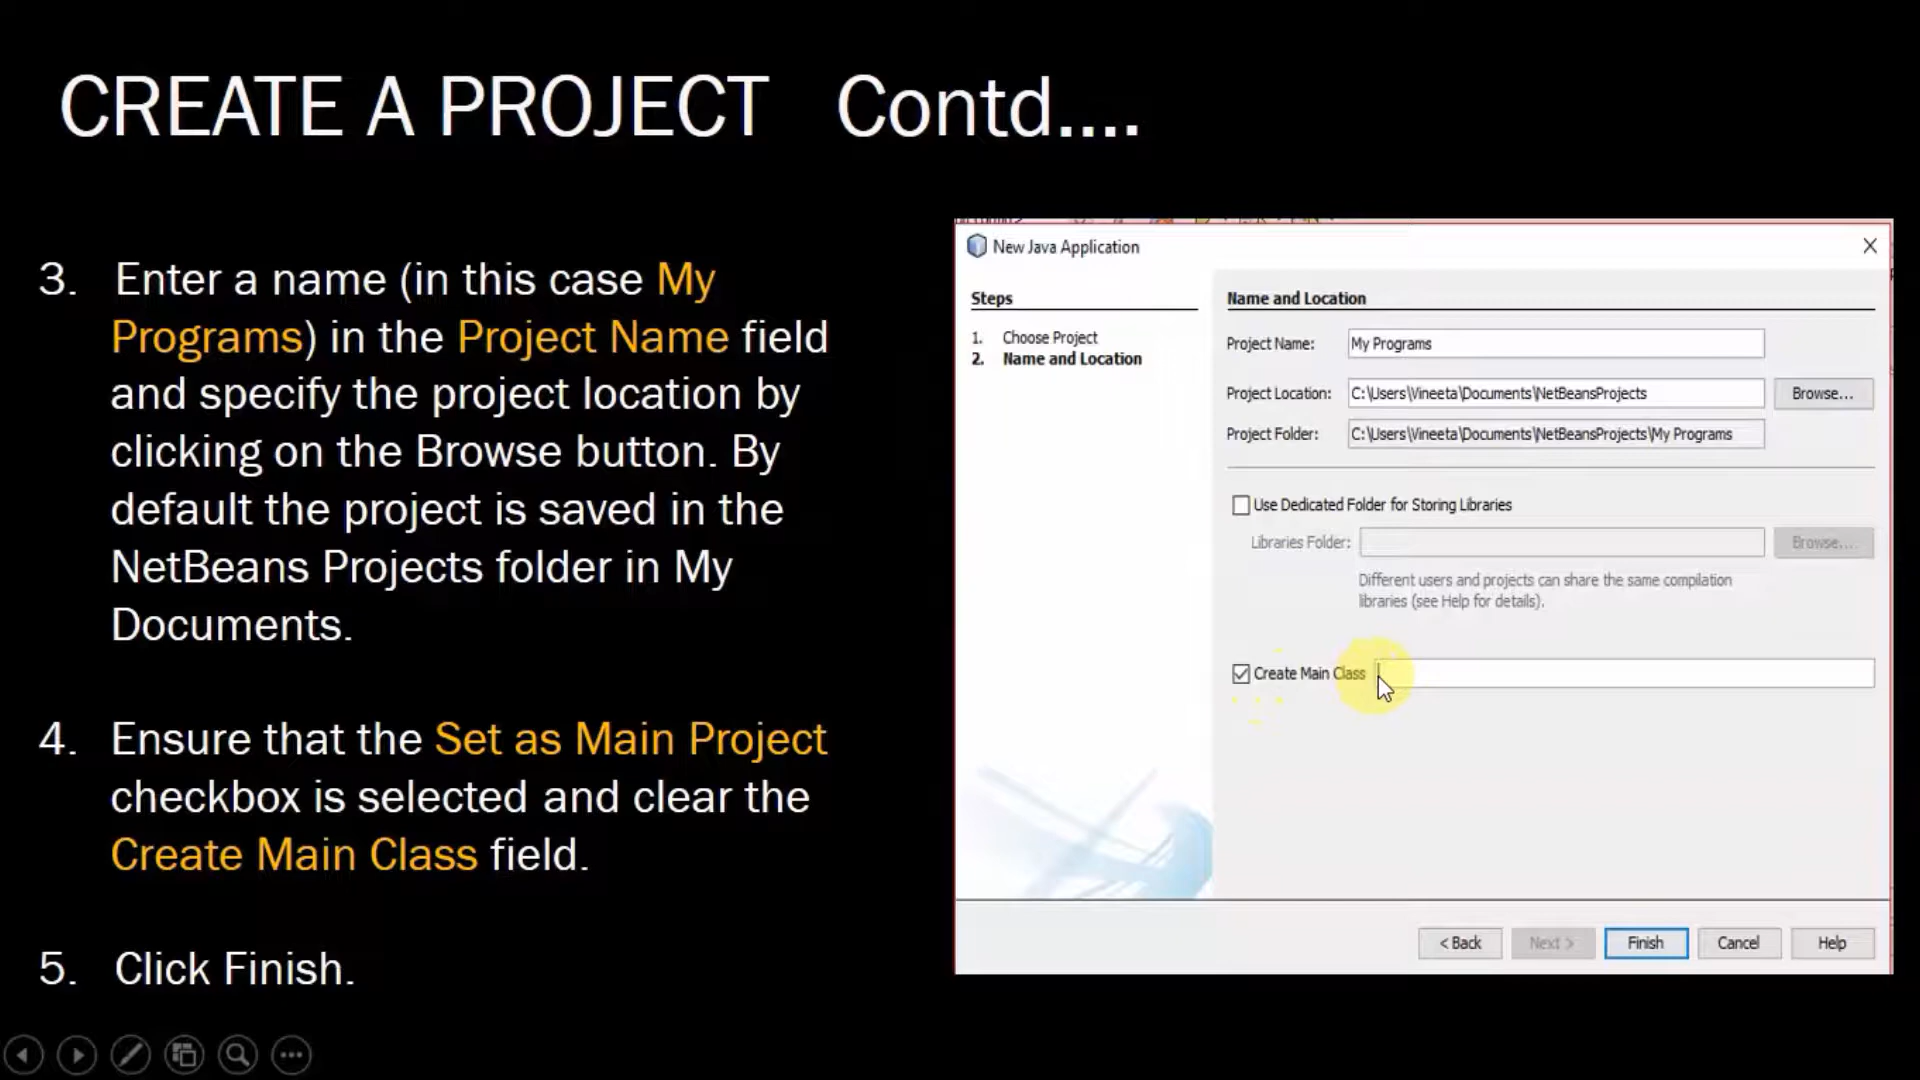 CREATE A PROJECT Contd....
3. Enter a name (in this case My
Programs) in the Project Name field
and specify the project location by
clicking on the Browse button. By
default the project is saved in the
NetBeans Projects folder in My
Documents.
4. Ensure that the Set as Main Project
checkbox is selected and clear the
Create Main Class field.
5. Click Finish.
New Java Application
Steps
1. Choose Project
2. Name and Location
Name and Location
Project Name: My Programs
Project Location: C:\Users\Vineeta\Documents\NetBeansProjects Browse...
Project Folder: C:\Users\Vineeta\Documents\NetBeansProjects\My Programs
Use Dedicated Folder for Storing Libraries
Libraries Folder: Browse...
Different users and projects can share the same compilation
libraries (see Help for details).
Create Main Class
< Back Next > Finish Cancel Help